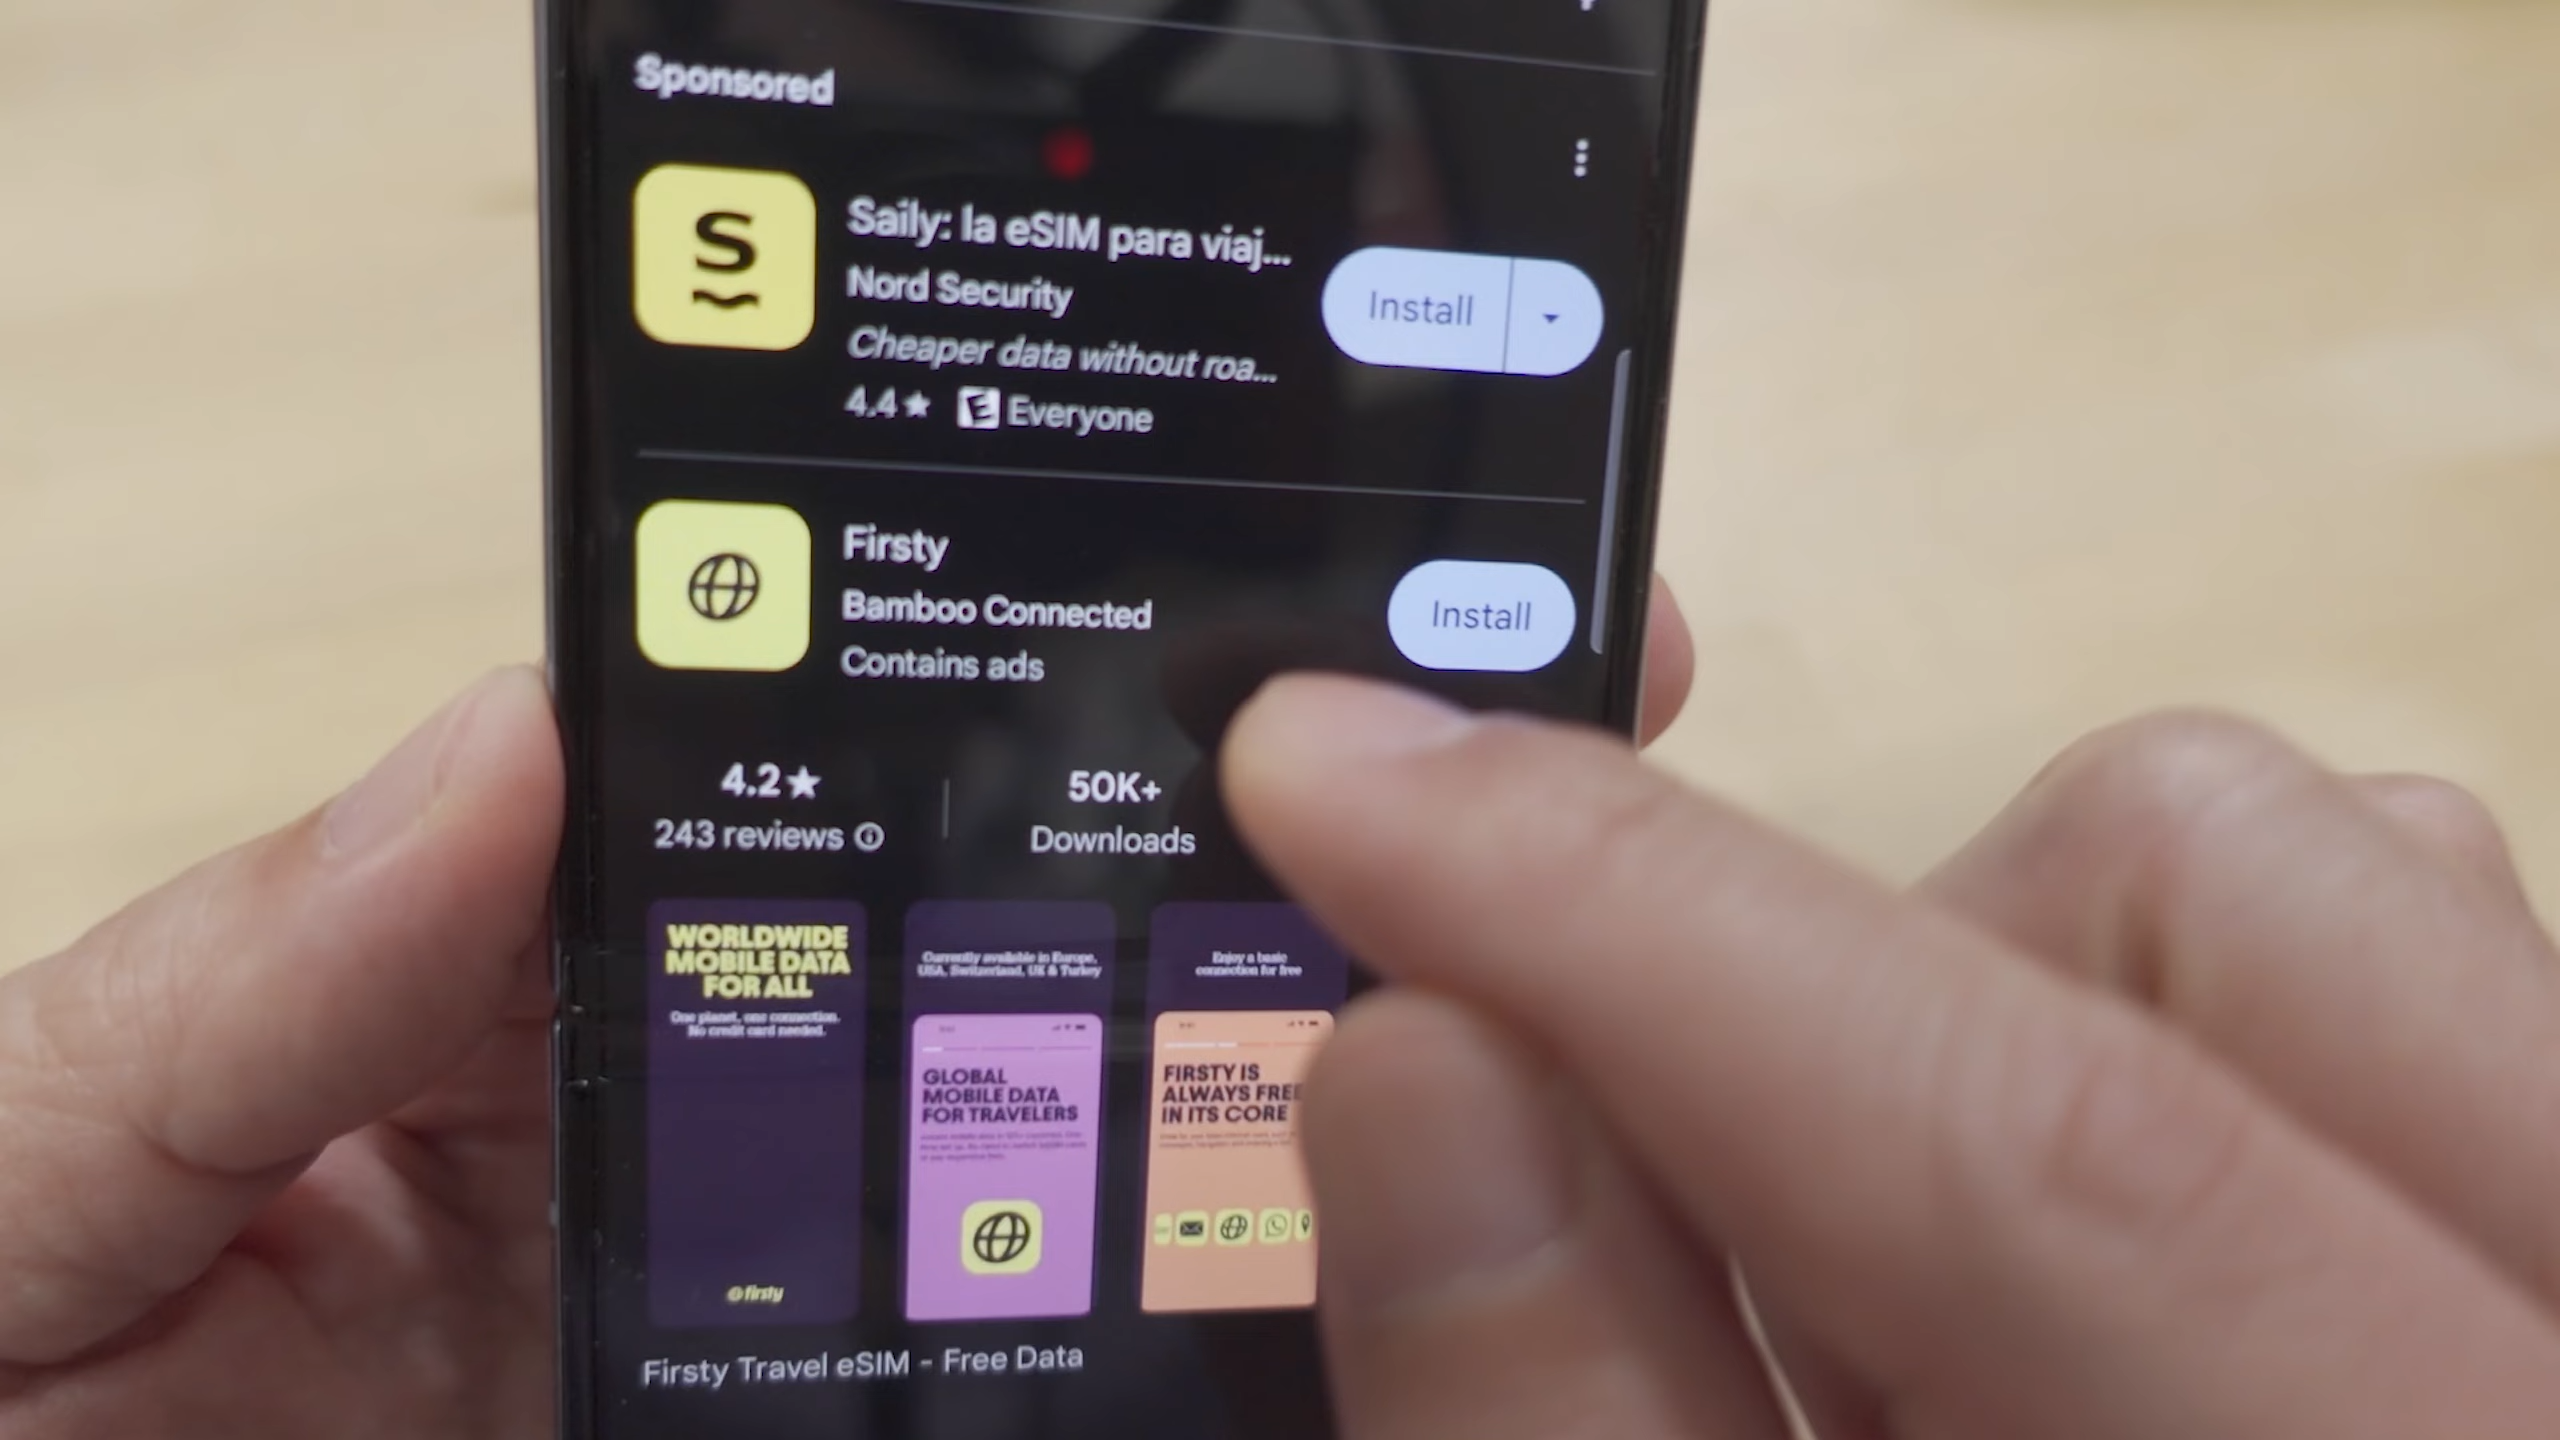 Sponsored
S
Saily: la eSIM para viaj...
Nord Security
Cheaper data without roa...
4.4★ E Everyone
Install
Firsty
Bamboo Connected
Contains ads
Install
4.2★
243 reviews
50K+
Downloads
WORLDWIDE
MOBILE DATA
FOR ALL
One planet, one connection.
No credit card needed.
@firsty
Currently available in Europe,
USA, Switzerland, UK & Turkey
GLOBAL
MOBILE DATA
FOR TRAVELERS
Enjoy a basic
connection for free
FIRSTY IS
ALWAYS FREE
IN ITS CORE
Firsty Travel eSIM - Free Data